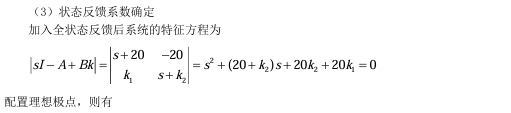 （3）状态反馈系数确定
加入全状态反馈后系统的特征方程为
|sI − A + Bk| = |s+20 −20; k₁ s+k₂| = s² + (20 + k₂)s + 20k₂ + 20k₁ = 0
配置理想极点，则有